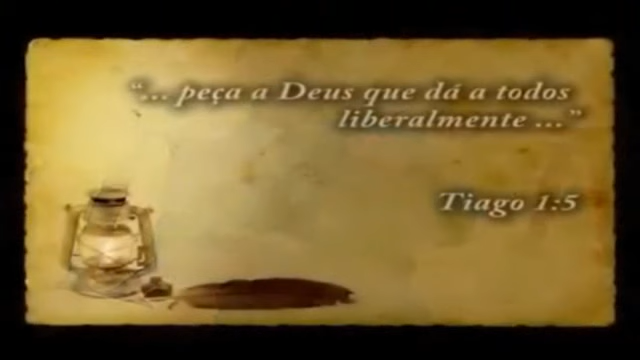 “... peça a Deus que dá a todos
liberalmente ...”
Tiago 1:5